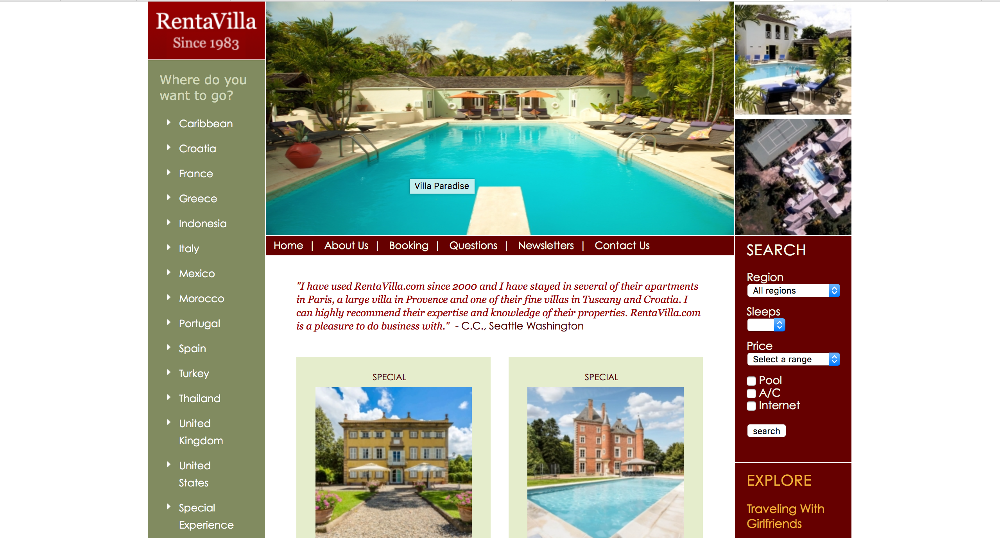 RentaVilla
Since 1983
Where do you
want to go?
Caribbean
Croatia
France
Greece
Indonesia
Italy
Mexico
Morocco
Portugal
Spain
Turkey
Thailand
United
Kingdom
United
States
Special
Experience
Villa Paradise
Home | About Us | Booking | Questions | Newsletters | Contact Us
"I have used RentaVilla.com since 2000 and I have stayed in several of their apartments
in Paris, a large villa in Provence and one of their fine villas in Tuscany and Croatia. I
can highly recommend their expertise and knowledge of their properties. RentaVilla.com
is a pleasure to do business with." - C.C., Seattle Washington
SPECIAL
SPECIAL
SEARCH
Region
All regions
Sleeps
Price
Select a range
Pool
A/C
Internet
search
EXPLORE
Traveling With
Girlfriends